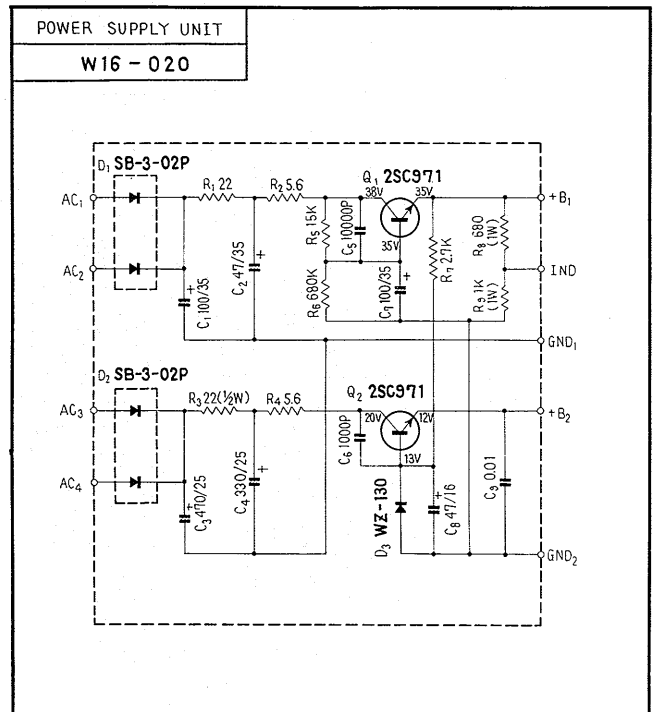 POWER SUPPLY UNIT
W16-020
D1 SB-3-02P
AC1
R1 22
R2 5.6
Q1 2SC971
38V
35V
35V
+B1
AC2
C1 100/35
C2 47/35
R5 15K
R6 680K
C5 10000P
C7 100/35
R7 2.7K
R8 680 (1W)
IND
R9 1K (1W)
GND1
D2 SB-3-02P
AC3
R3 22(½W)
R4 5.6
Q2 2SC971
20V
12V
13V
+B2
AC4
C3 470/25
C4 330/25
C6 1000P
D3 WZ-130
C8 47/16
C9 0.01
GND2